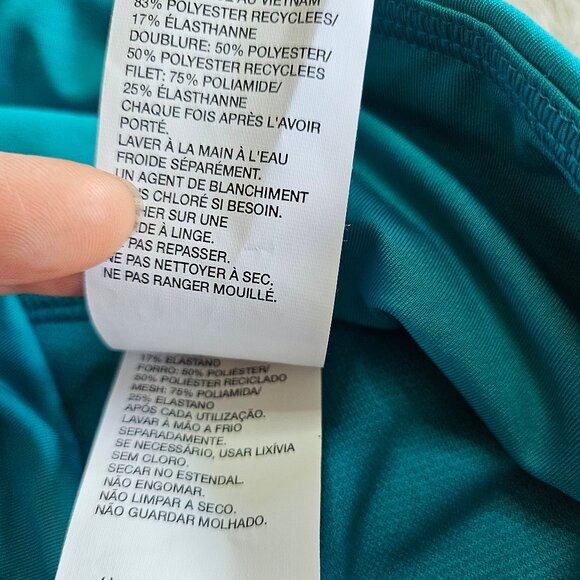 AU VIETNAM
83% POLYESTER RECYCLEES/
17% ÉLASTHANNE
DOUBLURE: 50% POLYESTER/
50% POLYESTER RECYCLEES
FILET: 75% POLIAMIDE/
25% ÉLASTHANNE
CHAQUE FOIS APRÈS L'AVOIR
PORTÉ.
LAVER À LA MAIN À L'EAU
FROIDE SÉPARÉMENT.
UN AGENT DE BLANCHIMENT
CHLORÉ SI BESOIN.
SUR UNE
À LINGE.
NE PAS REPASSER.
NE PAS NETTOYER À SEC.
NE PAS RANGER MOUILLÉ.
17% ELASTANO
FORRO: 50% POLIÉSTER/
50% POLIÉSTER RECICLADO
MESH: 75% POLIAMIDA/
25% ELASTANO
APÓS CADA UTILIZAÇÃO.
LAVAR À MÃO A FRIO
SEPARADAMENTE.
SE NECESSÁRIO, USAR LIXÍVIA
SEM CLORO.
SECAR NO ESTENDAL.
NÃO ENGOMAR.
NÃO LIMPAR A SECO.
NÃO GUARDAR MOLHADO.